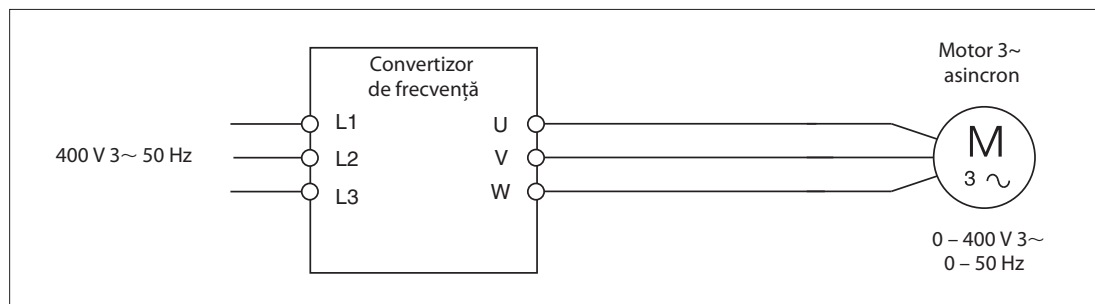 Convertizor
de frecvență
Motor 3~
asincron
L1
U
M
400 V 3~ 50 Hz
L2
V
3 ~
L3
W
0 – 400 V 3~
0 – 50 Hz